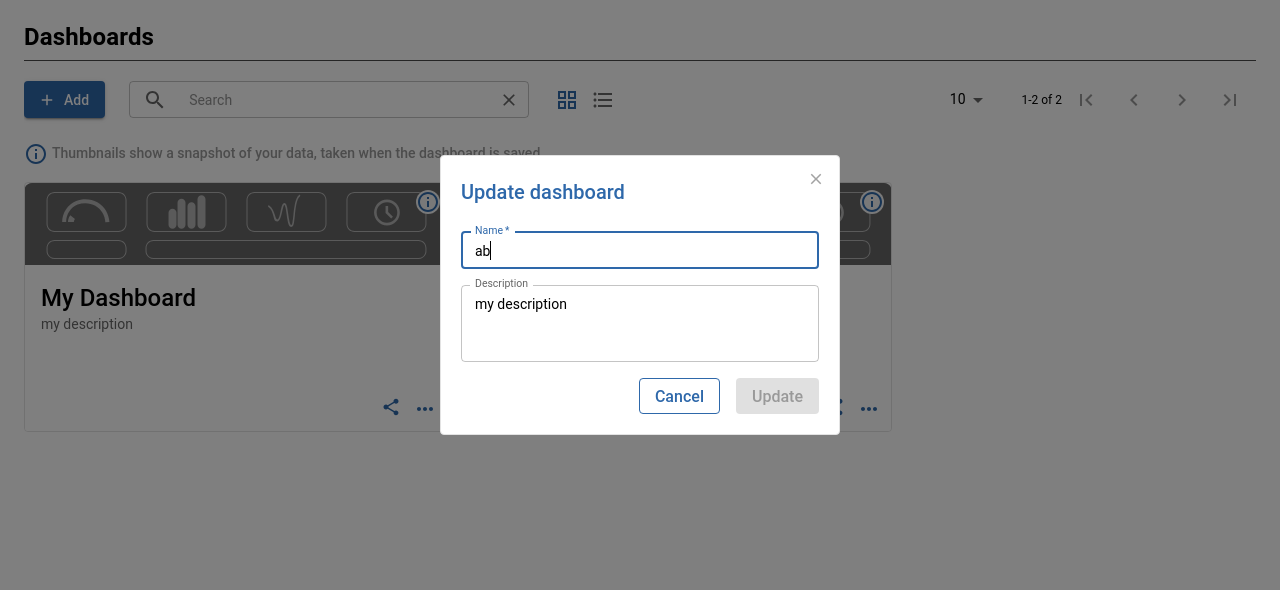 Dashboards
Add
Search
10
1-2 of 2
Thumbnails show a snapshot of your data, taken when the dashboard is saved
My Dashboard
my description
Update dashboard
Name *
ab
Description
my description
Cancel
Update